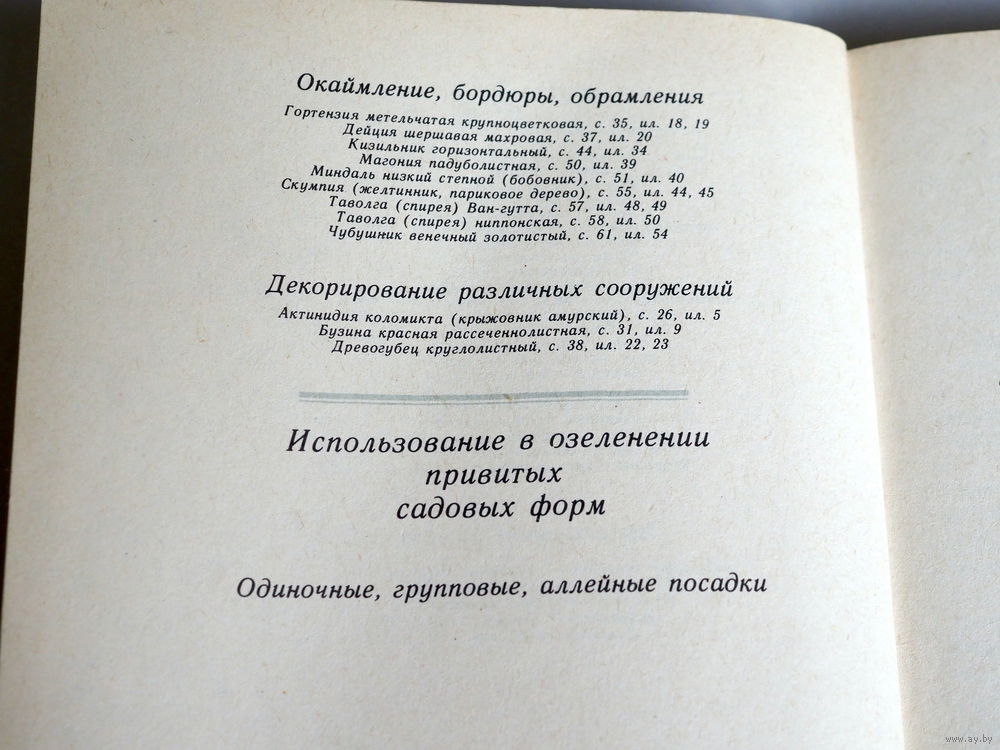 Окаймление, бордюры, обрамления
Гортензия метельчатая крупноцветковая, с. 35, ил. 18, 19
Дейция шершавая махровая, с. 37, ил. 20
Кизильник горизонтальный, с. 44, ил. 34
Магония падуболистная, с. 50, ил. 39
Миндаль низкий степной (бобовник), с. 51, ил. 40
Скумпия (желтинник, париковое дерево), с. 55, ил. 44, 45
Таволга (спирея) Ван-гутта, с. 57, ил. 48, 49
Таволга (спирея) ниппонская, с. 58, ил. 50
Чубушник венечный золотистый, с. 61, ил. 54
Декорирование различных сооружений
Актинидия коломикта (крыжовник амурский), с. 26, ил. 5
Бузина красная рассеченнолистная, с. 31, ил. 9
Древогубец круглолистный, с. 38, ил. 22, 23
Использование в озеленении
привитых
садовых форм
Одиночные, групповые, аллейные посадки
www.ay.by